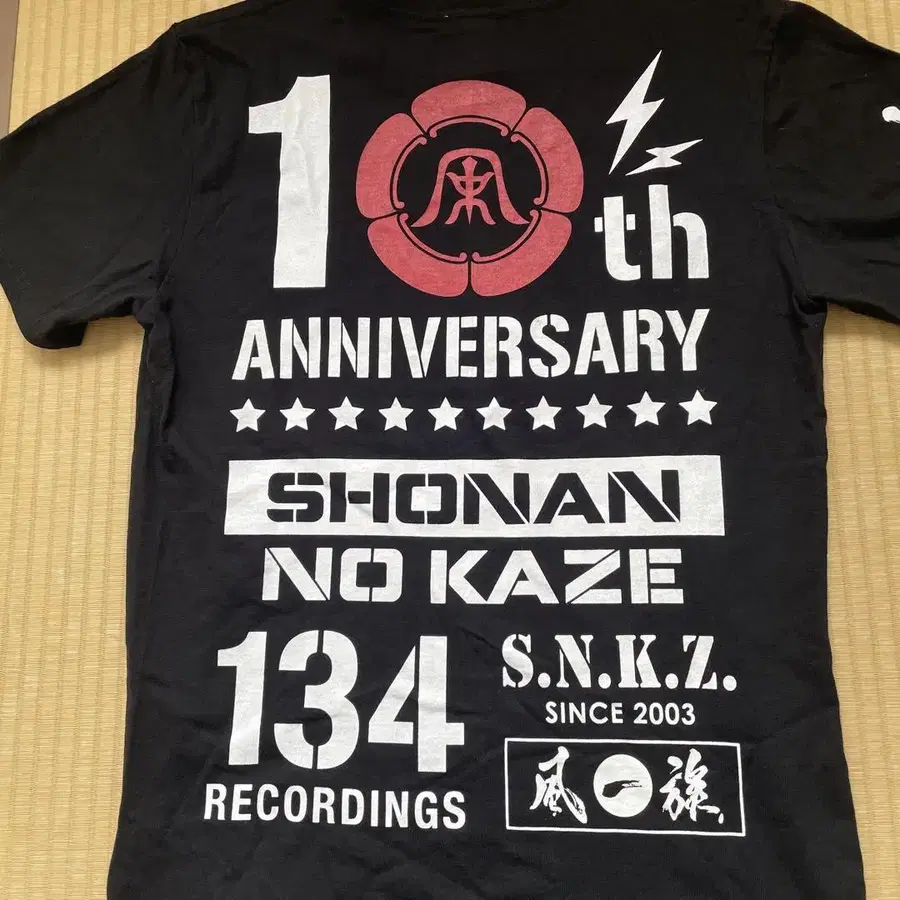 10th
ANNIVERSARY
SHONAN
NO KAZE
134
RECORDINGS
S.N.K.Z.
SINCE 2003
風一族